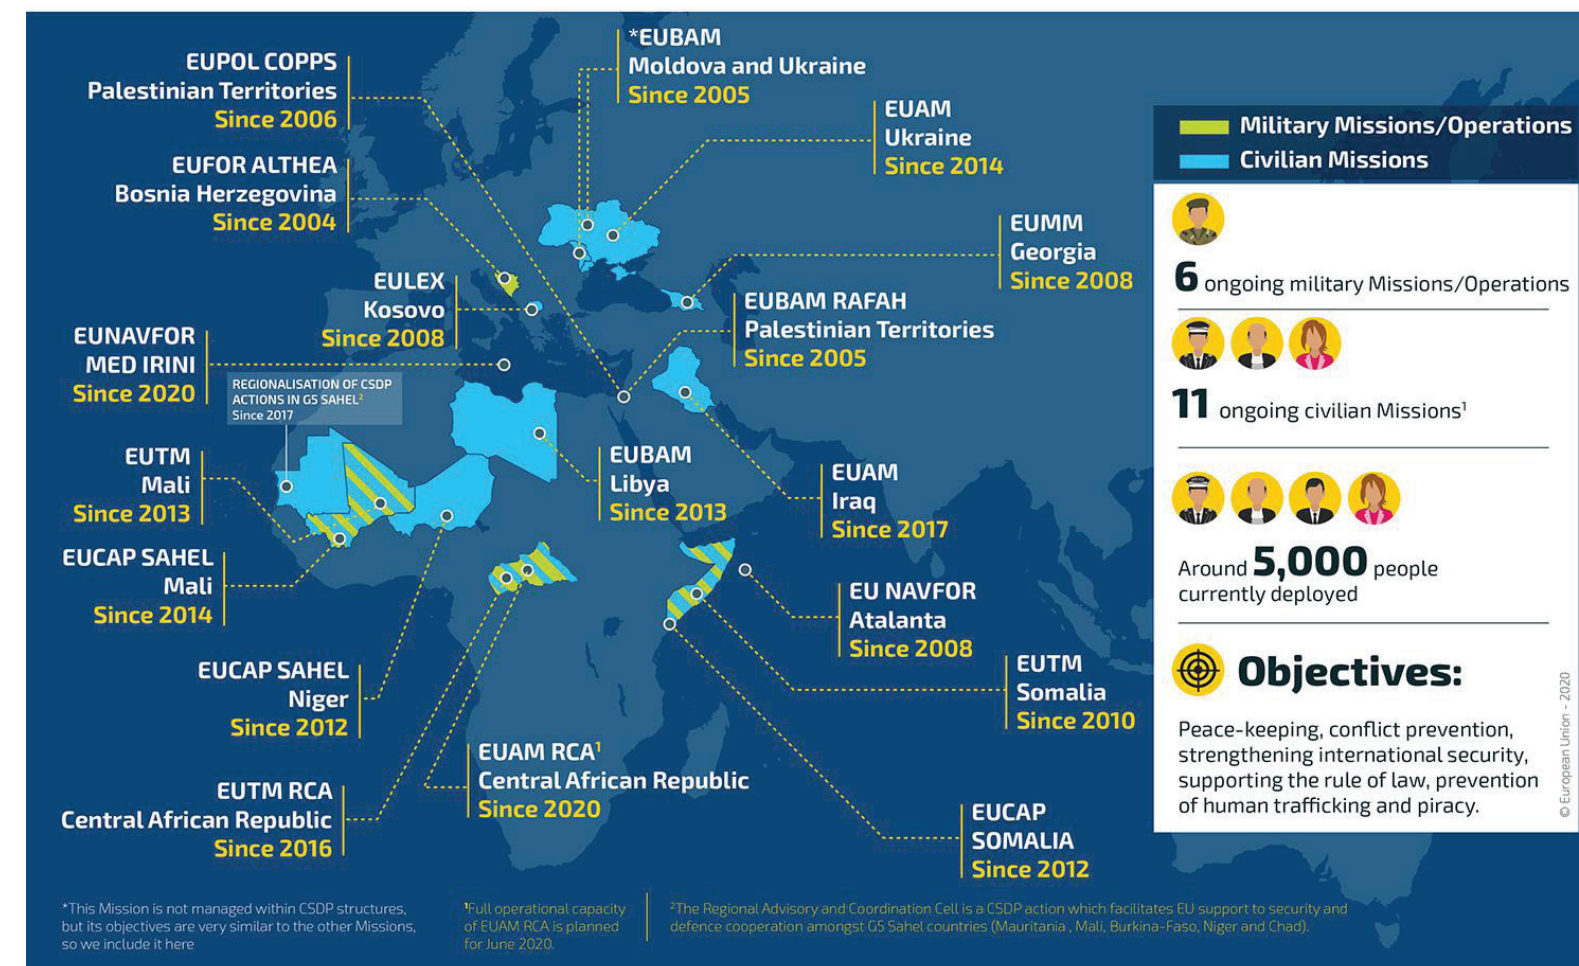 EUPOL COPPS
Palestinian Territories
Since 2006
*EUBAM
Moldova and Ukraine
Since 2005
EUAM
Ukraine
Since 2014
EUFOR ALTHEA
Bosnia Herzegovina
Since 2004
EUMM
Georgia
Since 2008
EULEX
Kosovo
Since 2008
EUBAM RAFAH
Palestinian Territories
Since 2005
EUNAVFOR
MED IRINI
Since 2020
REGIONALISATION OF CSDP
ACTIONS IN G5 SAHEL²
Since 2017
EUTM
Mali
Since 2013
EUBAM
Libya
Since 2013
EUAM
Iraq
Since 2017
EUCAP SAHEL
Mali
Since 2014
EU NAVFOR
Atalanta
Since 2008
EUCAP SAHEL
Niger
Since 2012
EUTM
Somalia
Since 2010
EUAM RCA¹
Central African Republic
Since 2020
EUTM RCA
Central African Republic
Since 2016
EUCAP
SOMALIA
Since 2012
Military Missions/Operations
Civilian Missions
6 ongoing military Missions/Operations
11 ongoing civilian Missions¹
Around 5,000 people
currently deployed
Objectives:
Peace-keeping, conflict prevention,
strengthening international security,
supporting the rule of law, prevention
of human trafficking and piracy.
© European Union - 2020
*This Mission is not managed within CSDP structures,
but its objectives are very similar to the other Missions,
so we include it here
¹Full operational capacity
of EUAM RCA is planned
for June 2020.
²The Regional Advisory and Coordination Cell is a CSDP action which facilitates EU support to security and
defence cooperation amongst G5 Sahel countries (Mauritania , Mali, Burkina-Faso, Niger and Chad).